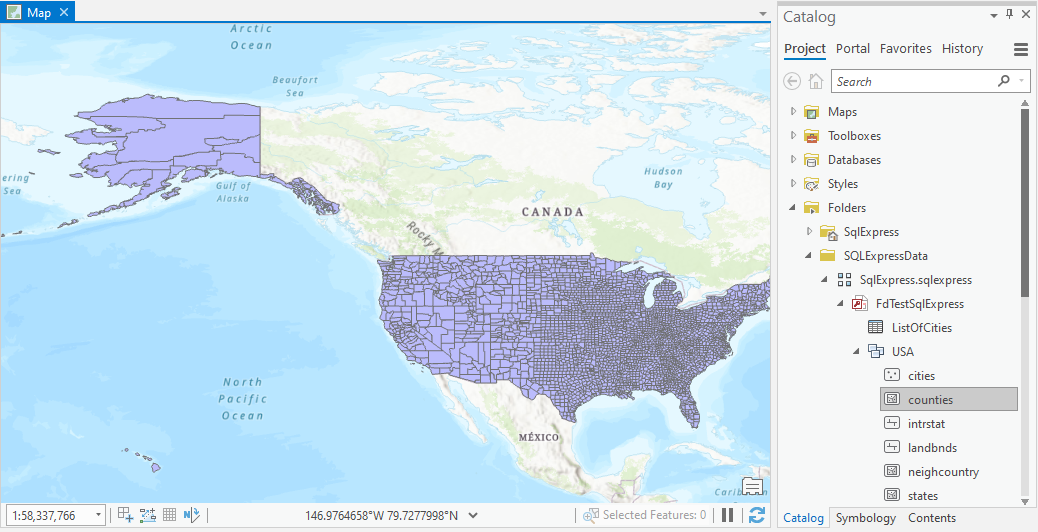 Map
Arctic
Ocean
Beaufort
Sea
ering
Sea
Gulf of
Alaska
Hudson
Bay
CANADA
Rocky M
North
Pacific
Ocean
MÉXICO
Caribb
1:58,337,766
146.9764658°W 79.7277998°N
Selected Features: 0
Catalog
Project Portal Favorites History
Search
Maps
Toolboxes
Databases
Styles
Folders
SqlExpress
SQLExpressData
SqlExpress.sqlexpress
FdTestSqlExpress
ListOfCities
USA
cities
counties
intrstat
landbnds
neighcountry
states
Catalog Symbology Contents